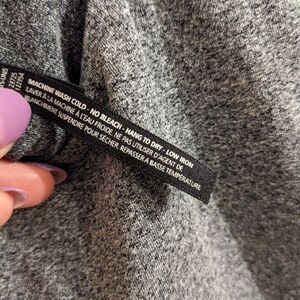 MACHINE WASH COLD - NO BLEACH - HANG TO DRY - LOW IRON
LAVER À LA MACHINE À L'EAU FROIDE. NE PAS UTILISER D'AGENT DE
BLANCHIMENT. SUSPENDRE POUR SÉCHER. REPASSER À BASSE TEMPÉRATURE